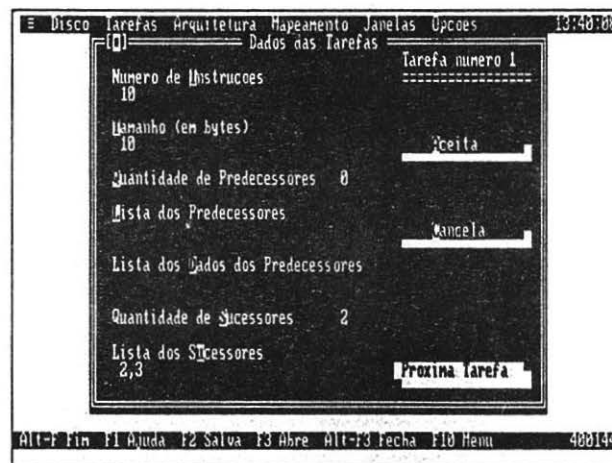 ≡ Disco Tarefas Arquitetura Mapeamento Janelas Opcoes 13:40:00
Dados das Tarefas
Tarefa numero 1
Numero de Instrucoes
10
Tamanho (em bytes)
10
Aceita
Quantidade de Predecessores 0
Lista dos Predecessores
Cancela
Lista dos Dados dos Predecessores
Quantidade de Sucessores 2
Lista dos Sucessores
2,3
Proxima Tarefa
Alt-F Fim F1 Ajuda F2 Salva F3 Abre Alt-F3 Fecha F10 Menu 400144